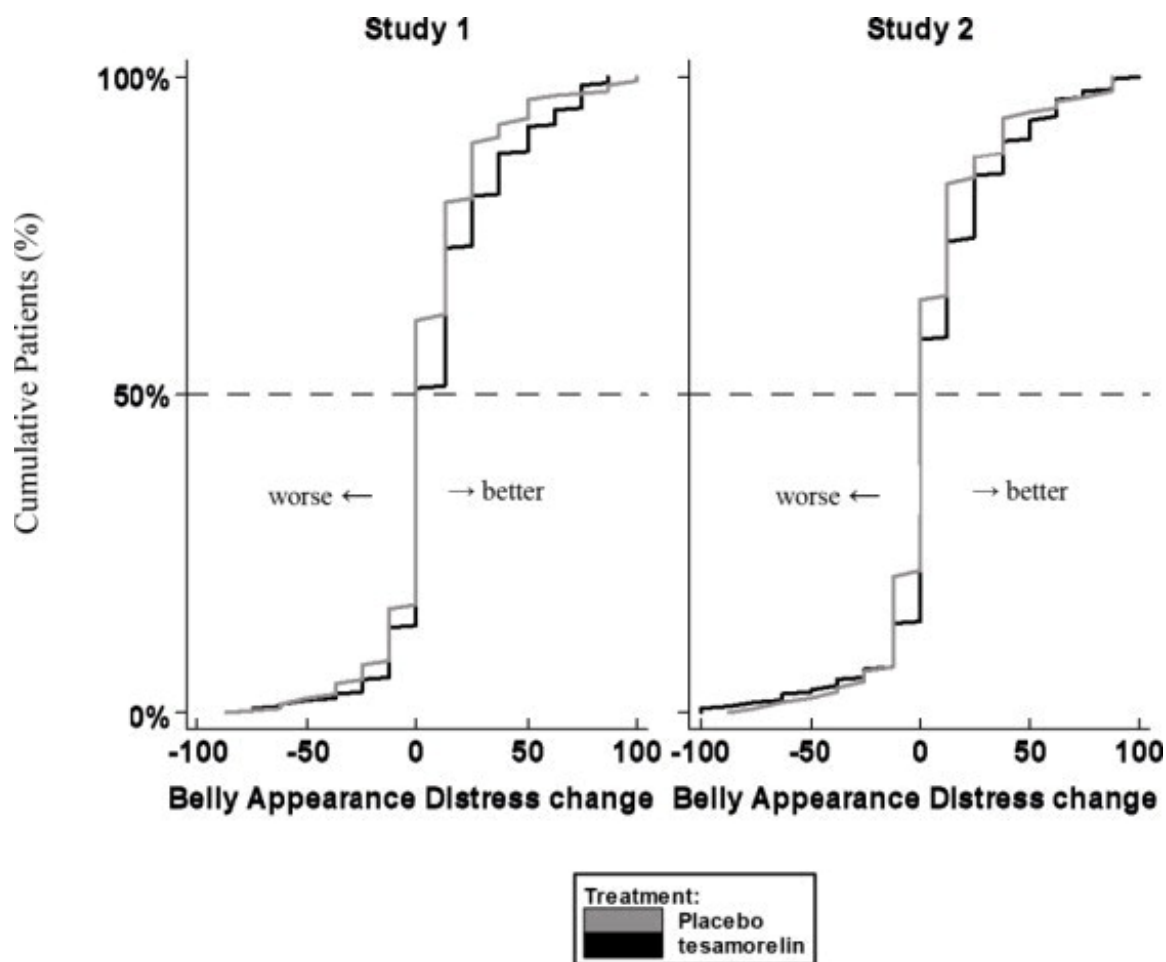 Study 1
Study 2
Cumulative Patients (%)
100%
50%
0%
worse ← → better
worse ← → better
-100 -50 0 50 100
-100 -50 0 50 100
Belly Appearance Distress change
Belly Appearance Distress change
Treatment:
Placebo
tesamorelin